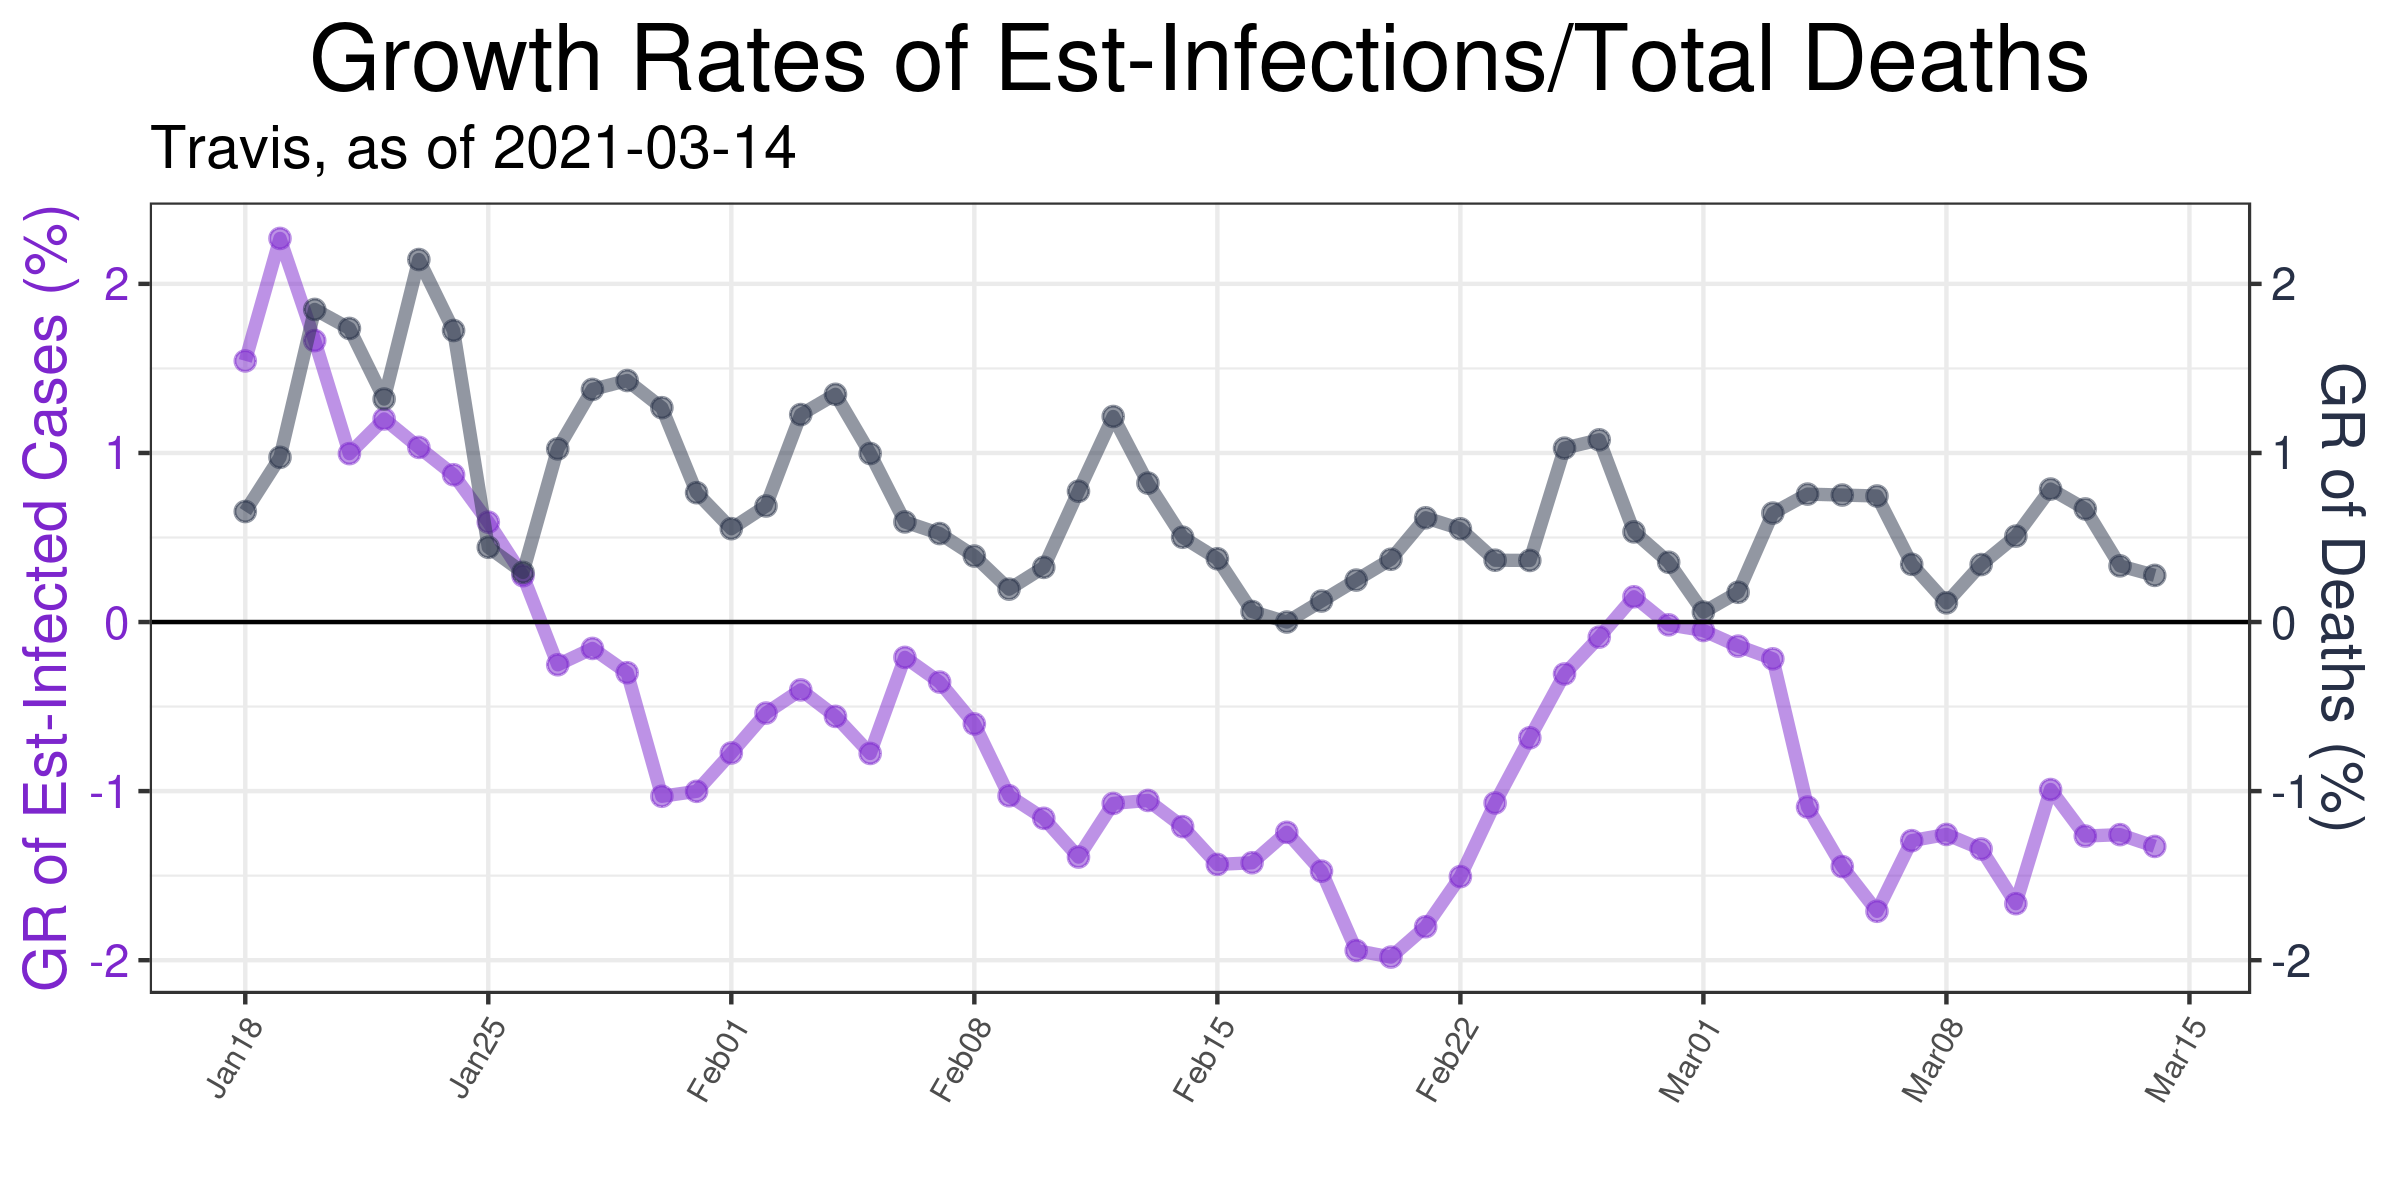 Growth Rates of Est-Infections/Total Deaths
Travis, as of 2021-03-14
GR of Est-Infected Cases (%)
2
1
0
-1
-2
2
1
0
-1
-2
GR of Deaths (%)
Jan18
Jan25
Feb01
Feb08
Feb15
Feb22
Mar01
Mar08
Mar15